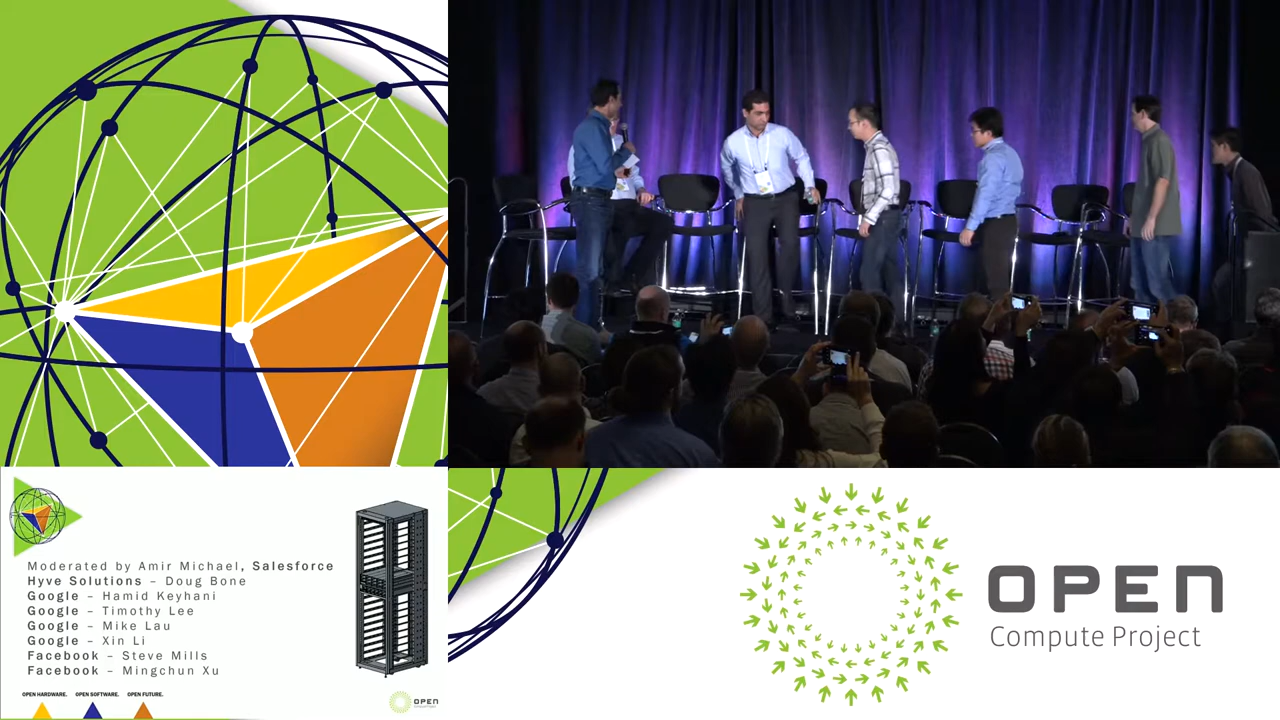 Moderated by Amir Michael, Salesforce
Hyve Solutions – Doug Bone
Google – Hamid Keyhani
Google – Timothy Lee
Google – Mike Lau
Google – Xin Li
Facebook – Steve Mills
Facebook – Mingchun Xu
OPEN HARDWARE. OPEN SOFTWARE. OPEN FUTURE.
OPEN
OPEN
Compute Project